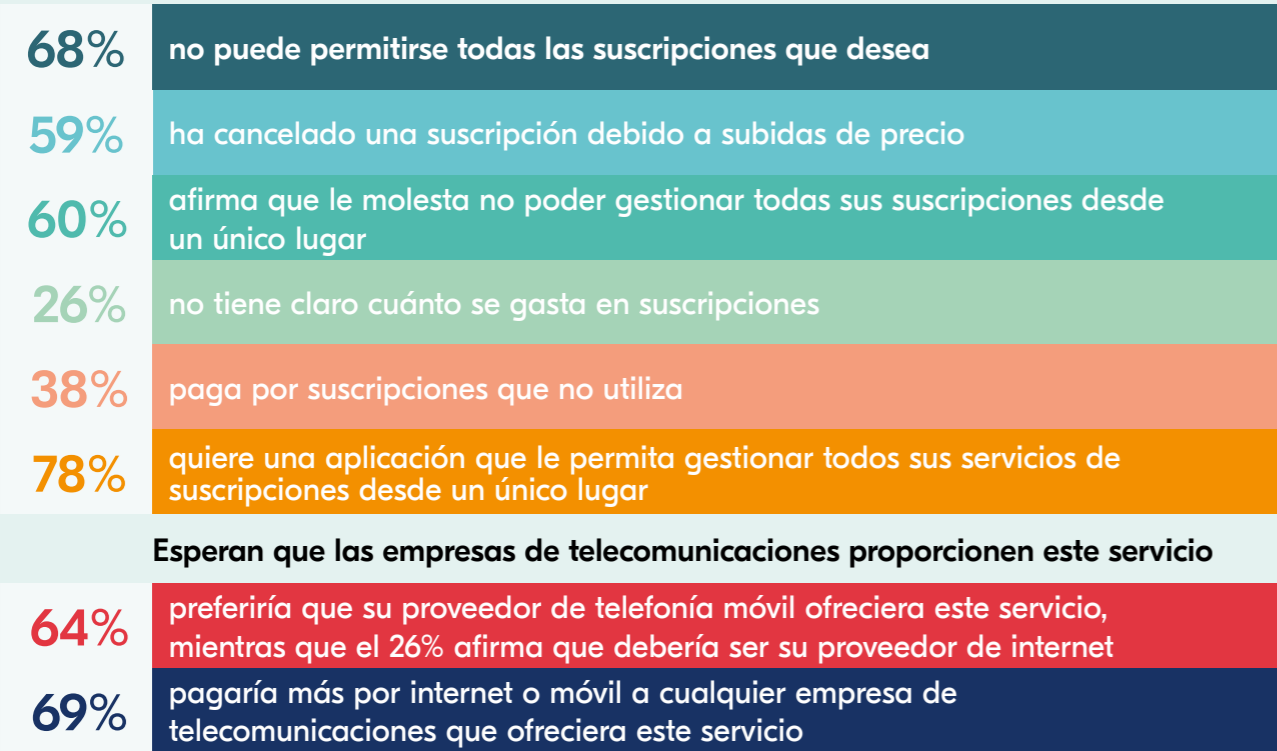 68% no puede permitirse todas las suscripciones que desea
59% ha cancelado una suscripción debido a subidas de precio
60% afirma que le molesta no poder gestionar todas sus suscripciones desde
un único lugar
26% no tiene claro cuánto se gasta en suscripciones
38% paga por suscripciones que no utiliza
78% quiere una aplicación que le permita gestionar todos sus servicios de
suscripciones desde un único lugar
Esperan que las empresas de telecomunicaciones proporcionen este servicio
64% preferiría que su proveedor de telefonía móvil ofreciera este servicio,
mientras que el 26% afirma que debería ser su proveedor de internet
69% pagaría más por internet o móvil a cualquier empresa de
telecomunicaciones que ofreciera este servicio